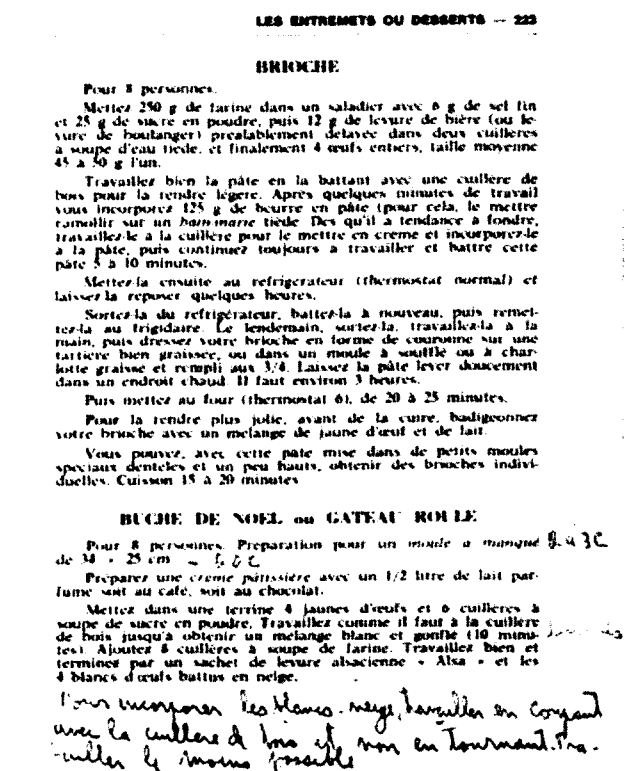 LES ENTREMETS OU DESSERTS — 223
BRIOCHE
Pour 8 personnes.
Mettez 250 g de farine dans un saladier avec 6 g de sel fin
et 25 g de sucre en poudre, puis 12 g de levure de bière (ou le-
vure de boulanger) préalablement délayée dans deux cuillères
à soupe d'eau tiède, et finalement 4 œufs entiers, taille moyenne
45 à 50 g l'un.
Travaillez bien la pâte en la battant avec une cuillère de
bois pour la rendre légère. Après quelques minutes de travail
vous incorporez 125 g de beurre en pâte (pour cela, le mettre
ramollir sur un bain-marie tiède. Dès qu'il a tendance à fondre,
travaillez-le à la cuillère pour le mettre en crème et incorporez-le
à la pâte, puis continuez toujours à travailler et battre cette
pâte 5 à 10 minutes.
Mettez-la ensuite au réfrigérateur (thermostat normal) et
laissez-la reposer quelques heures.
Sortez-la du réfrigérateur, battez-la à nouveau, puis remet-
tez-la au frigidaire. Le lendemain, sortez-la, travaillez-la à la
main, puis dressez votre brioche en forme de couronne sur une
tartière bien graissée, ou dans un moule à soufflé ou à char-
lotte graissé et rempli aux 3/4. Laissez la pâte lever doucement
dans un endroit chaud. Il faut environ 3 heures.
Puis mettez au four (thermostat 6), de 20 à 25 minutes.
Pour la rendre plus jolie, avant de la cuire, badigeonnez
votre brioche avec un mélange de jaune d'œuf et de lait.
Vous pouvez, avec cette pâte mise dans de petits moules
spéciaux dentelés et un peu hauts, obtenir des brioches indivi-
duelles. Cuisson 15 à 20 minutes
BUCHE DE NOEL ou GATEAU ROULE
Pour 8 personnes. Préparation pour un moule à manqué
de 34 × 25 cm
Préparez une crème pâtissière avec un 1/2 litre de lait par-
fumé soit au café, soit au chocolat.
Mettez dans une terrine 4 jaunes d'œufs et 6 cuillères à
soupe de sucre en poudre. Travaillez comme il faut à la cuillère
de bois jusqu'à obtenir un mélange blanc et gonflé (10 minu-
tes). Ajoutez 8 cuillères à soupe de farine. Travaillez bien et
terminez par un sachet de levure alsacienne « Alsa » et les
4 blancs d'œufs battus en neige.
Pour incorporer les blancs-neige, travailler en coupant
avec la cuillère de bois et non en tournant. Tra-
vailler le moins possible